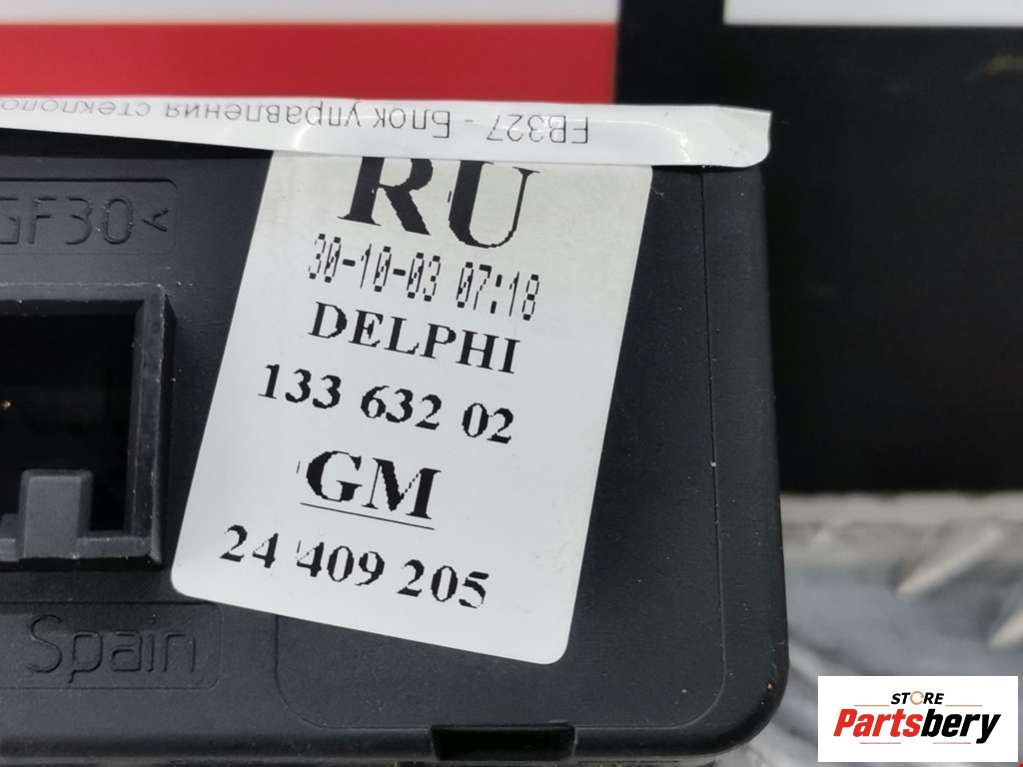 FB327 - Блок управления
GF30<
RU
30-10-03 07:18
DELPHI
133 632 02
GM
24 409 205
Spain
STORE
Partsbery